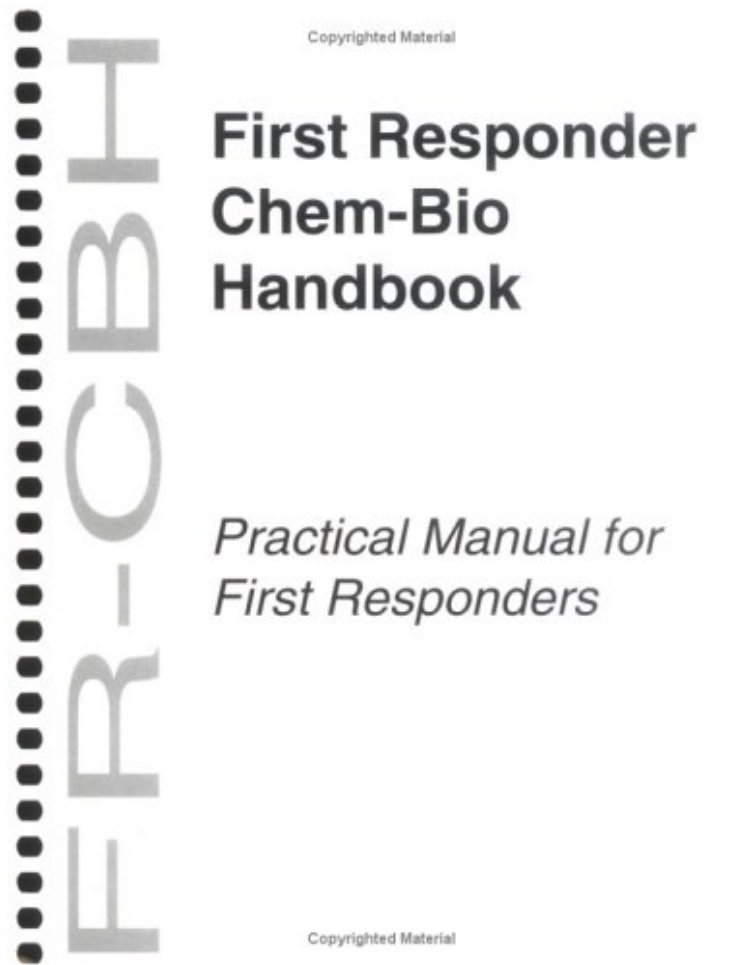 Copyrighted Material
FR-CBH
First Responder
Chem-Bio
Handbook
Practical Manual for
First Responders
Copyrighted Material